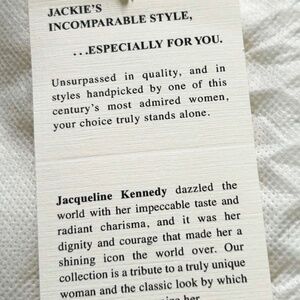 JACKIE'S
INCOMPARABLE STYLE,
. . .ESPECIALLY FOR YOU.
Unsurpassed in quality, and in
styles handpicked by one of this
century's most admired women,
your choice truly stands alone.
Jacqueline Kennedy dazzled the
world with her impeccable taste and
radiant charisma, and it was her
dignity and courage that made her a
shining icon the world over. Our
collection is a tribute to a truly unique
woman and the classic look by which
her